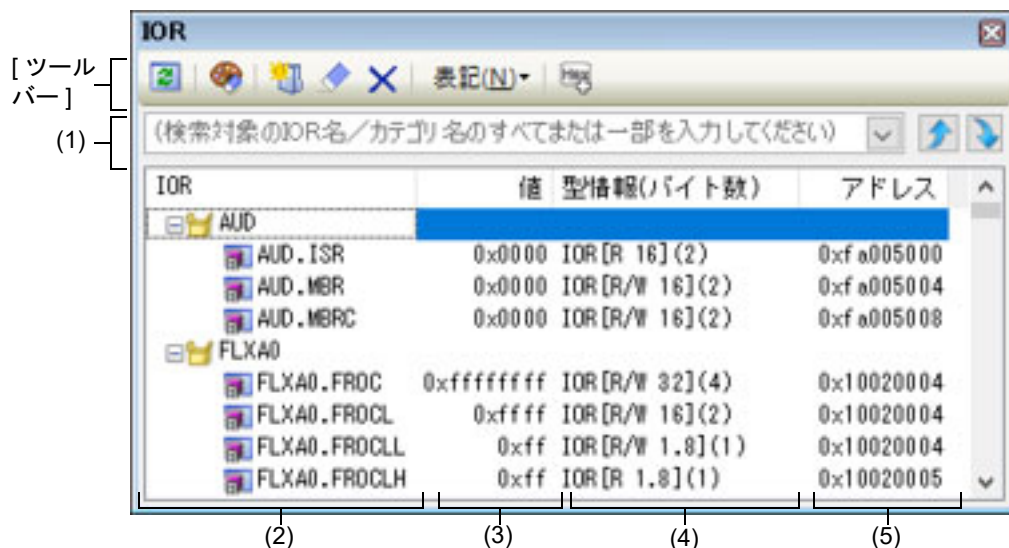 IOR
[ ツール
バー ]
表記(N)
Hex
(1)
(検索対象のIOR名／カテゴリ名のすべてまたは一部を入力してください)
IOR 値 型情報(バイト数) アドレス
AUD
AUD.ISR 0x0000 IOR[R 16](2) 0xfa005000
AUD.MBR 0x0000 IOR[R/W 16](2) 0xfa005004
AUD.MBRC 0x0000 IOR[R/W 16](2) 0xfa005008
FLXA0
FLXA0.FROC 0xffffffff IOR[R/W 32](4) 0x10020004
FLXA0.FROCL 0xffff IOR[R/W 16](2) 0x10020004
FLXA0.FROCLL 0xff IOR[R/W 1.8](1) 0x10020004
FLXA0.FROCLH 0xff IOR[R 1.8](1) 0x10020005
(2) (3) (4) (5)